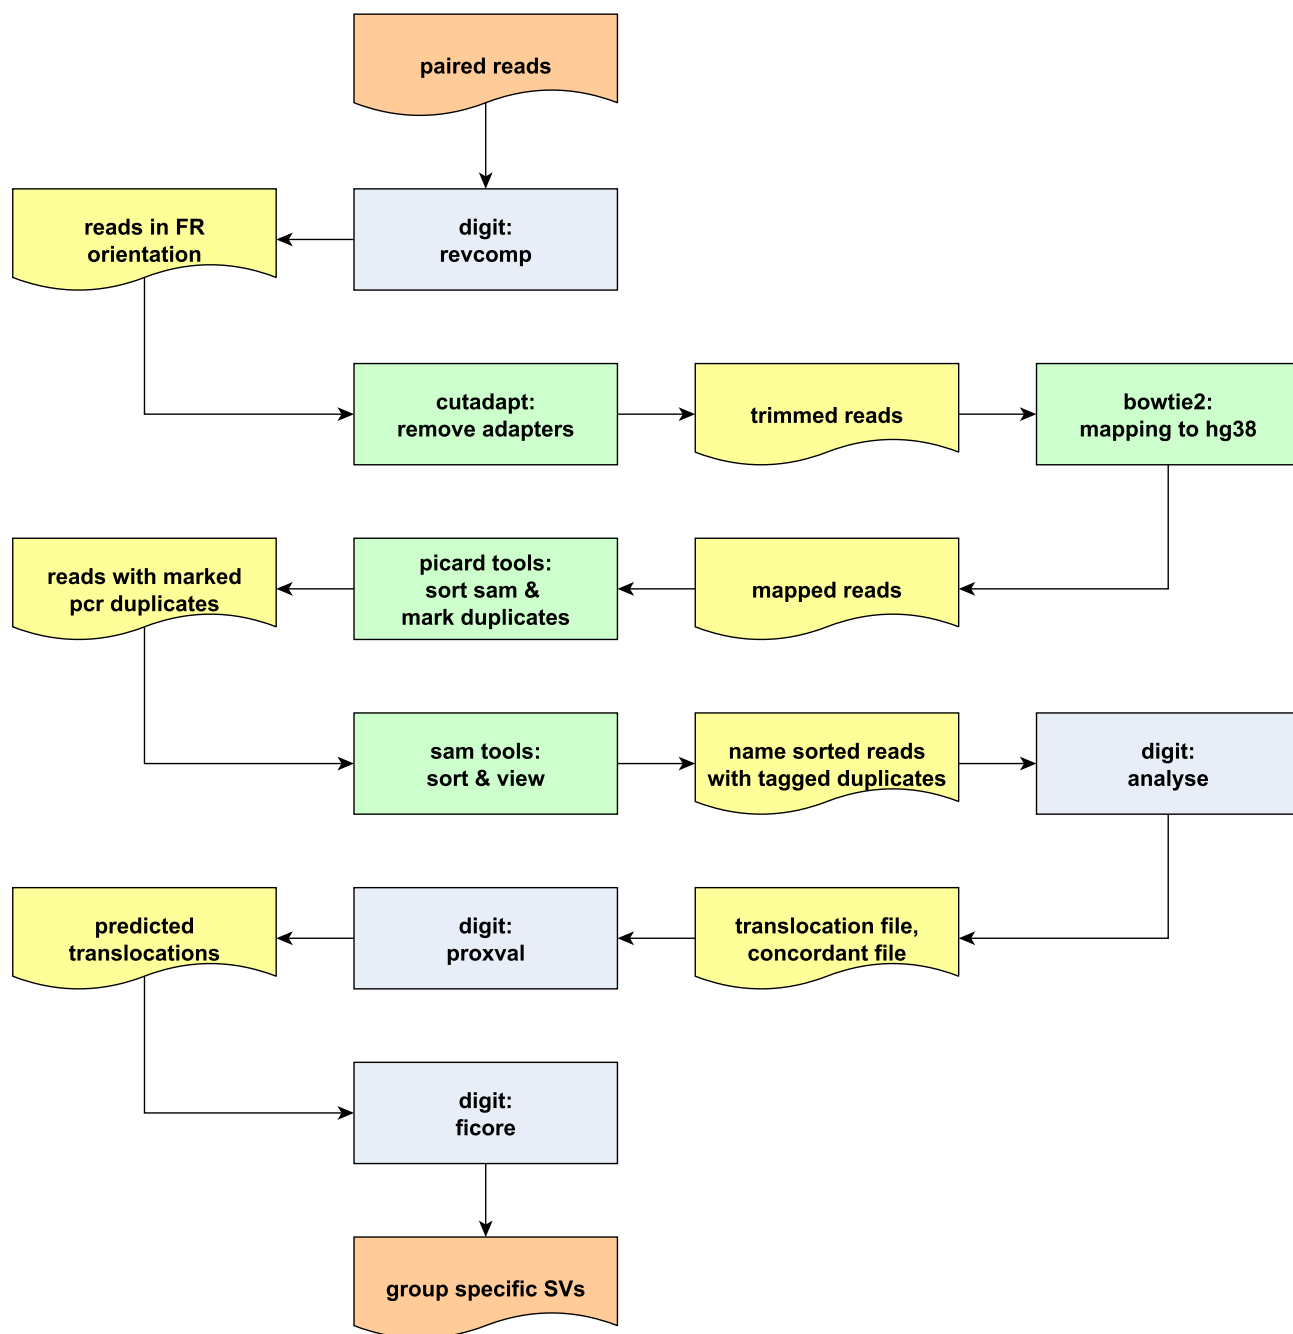 paired reads
reads in FR
orientation
digit:
revcomp
cutadapt:
remove adapters
trimmed reads
bowtie2:
mapping to hg38
reads with marked
pcr duplicates
picard tools:
sort sam &
mark duplicates
mapped reads
sam tools:
sort & view
name sorted reads
with tagged duplicates
digit:
analyse
predicted
translocations
digit:
proxval
translocation file,
concordant file
digit:
ficore
group specific SVs